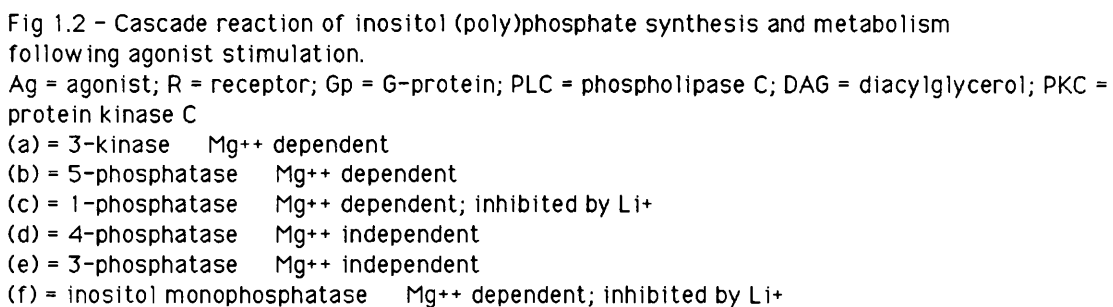 Fig 1.2 - Cascade reaction of inositol (poly)phosphate synthesis and metabolism
following agonist stimulation.
Ag = agonist; R = receptor; Gp = G-protein; PLC = phospholipase C; DAG = diacylglycerol; PKC =
protein kinase C
(a) = 3-kinase Mg++ dependent
(b) = 5-phosphatase Mg++ dependent
(c) = 1-phosphatase Mg++ dependent; inhibited by Li+
(d) = 4-phosphatase Mg++ independent
(e) = 3-phosphatase Mg++ independent
(f) = inositol monophosphatase Mg++ dependent; inhibited by Li+